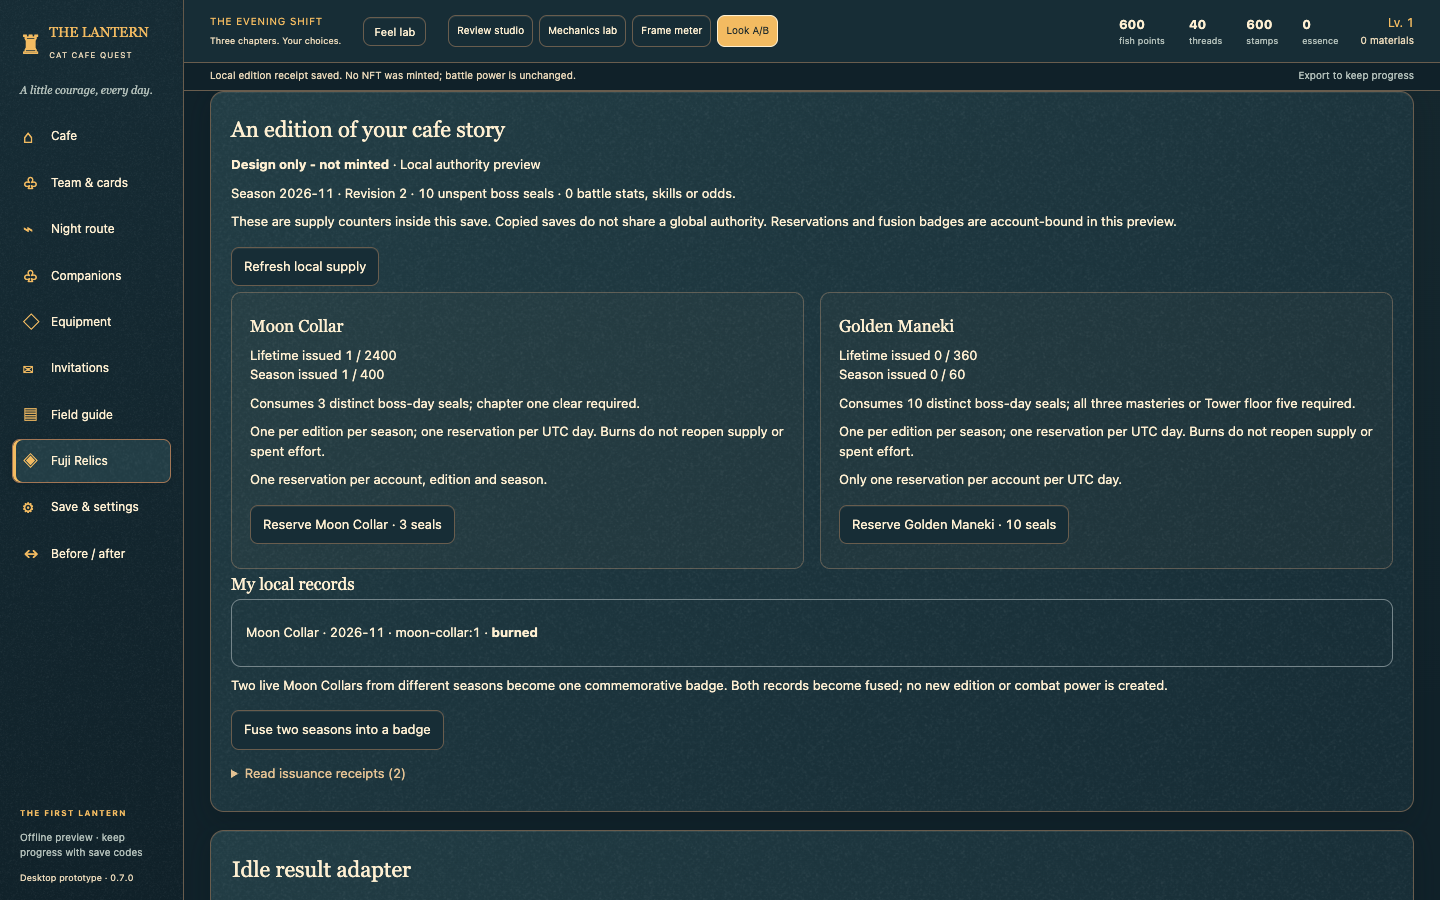 THE LANTERN
CAT CAFE QUEST
A little courage, every day.
Cafe
Team & cards
Night route
Companions
Equipment
Invitations
Field guide
Fuji Relics
Save & settings
Before / after
THE FIRST LANTERN
Offline preview · keep
progress with save codes
Desktop prototype · 0.7.0
THE EVENING SHIFT
Three chapters. Your choices.
Feel lab
Review studio
Mechanics lab
Frame meter
Look A/B
600
fish points
40
threads
600
stamps
0
essence
Lv. 1
0 materials
Local edition receipt saved. No NFT was minted; battle power is unchanged.
Export to keep progress
An edition of your cafe story
Design only - not minted · Local authority preview
Season 2026-11 · Revision 2 · 10 unspent boss seals · 0 battle stats, skills or odds.
These are supply counters inside this save. Copied saves do not share a global authority. Reservations and fusion badges are account-bound in this preview.
Refresh local supply
Moon Collar
Lifetime issued 1 / 2400
Season issued 1 / 400
Consumes 3 distinct boss-day seals; chapter one clear required.
One per edition per season; one reservation per UTC day. Burns do not reopen supply or
spent effort.
One reservation per account, edition and season.
Reserve Moon Collar · 3 seals
Golden Maneki
Lifetime issued 0 / 360
Season issued 0 / 60
Consumes 10 distinct boss-day seals; all three masteries or Tower floor five required.
One per edition per season; one reservation per UTC day. Burns do not reopen supply or
spent effort.
Only one reservation per account per UTC day.
Reserve Golden Maneki · 10 seals
My local records
Moon Collar · 2026-11 · moon-collar:1 · burned
Two live Moon Collars from different seasons become one commemorative badge. Both records become fused; no new edition or combat power is created.
Fuse two seasons into a badge
Read issuance receipts (2)
Idle result adapter